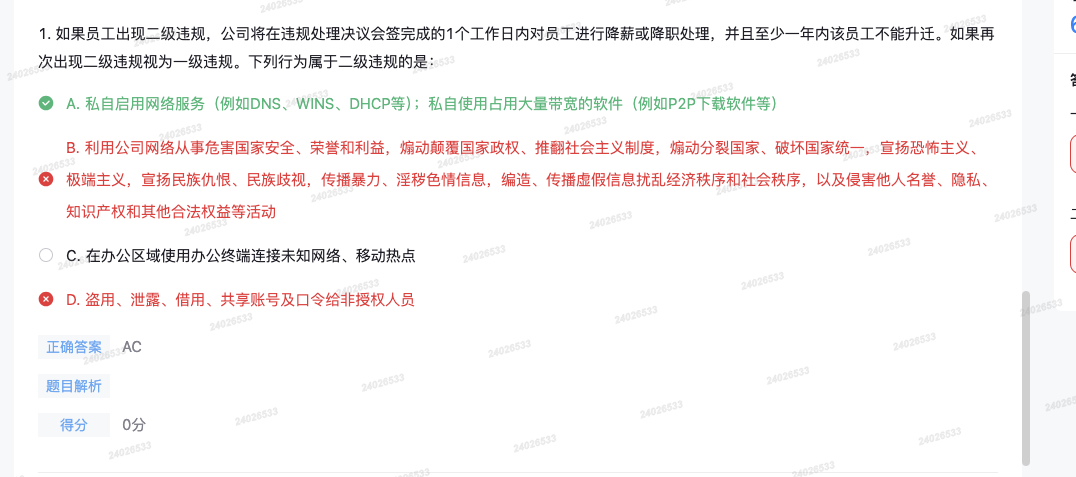 1. 如果员工出现二级违规，公司将在违规处理决议会签完成的1个工作日内对员工进行降薪或降职处理，并且至少一年内该员工不能升迁。如果再
次出现二级违规视为一级违规。下列行为属于二级违规的是：
A. 私自启用网络服务（例如DNS、WINS、DHCP等）；私自使用占用大量带宽的软件（例如P2P下载软件等）
B. 利用公司网络从事危害国家安全、荣誉和利益，煽动颠覆国家政权、推翻社会主义制度，煽动分裂国家、破坏国家统一，宣扬恐怖主义、
极端主义，宣扬民族仇恨、民族歧视，传播暴力、淫秽色情信息，编造、传播虚假信息扰乱经济秩序和社会秩序，以及侵害他人名誉、隐私、
知识产权和其他合法权益等活动
C. 在办公区域使用办公终端连接未知网络、移动热点
D. 盗用、泄露、借用、共享账号及口令给非授权人员
正确答案 AC
题目解析
得分 0分
24026533